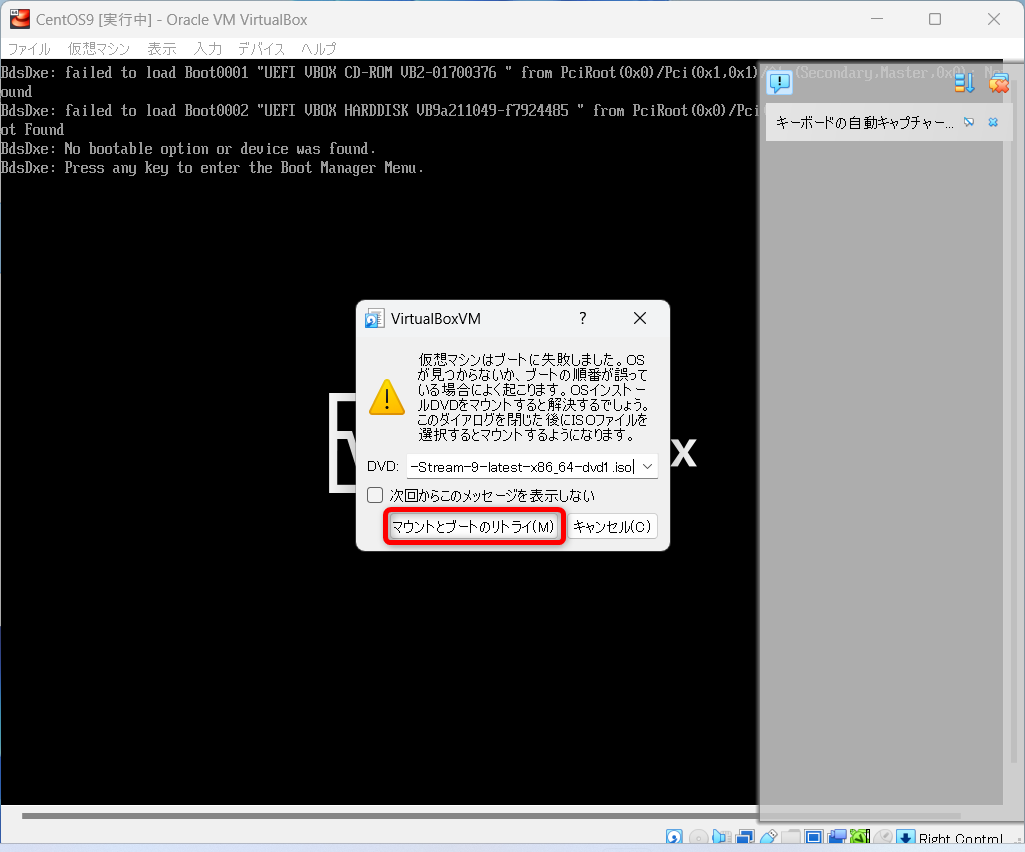 CentOS9 [実行中] - Oracle VM VirtualBox
ファイル 仮想マシン 表示 入力 デバイス ヘルプ
BdsDxe: failed to load Boot0001 "UEFI VBOX CD-ROM VB2-01700376 " from PciRoot(0x0)/Pci(0x1,0x1)/Ata(Secondary,Master,0x0): N
ound
BdsDxe: failed to load Boot0002 "UEFI VBOX HARDDISK VB9a211049-f7924485 " from PciRoot(0x0)/Pci
ot Found
BdsDxe: No bootable option or device was found.
BdsDxe: Press any key to enter the Boot Manager Menu.
キーボードの自動キャプチャー...
VirtualBoxVM
?
仮想マシンはブートに失敗しました。OS
が見つからないか、ブートの順番が誤って
いる場合によく起こります。OSインストー
ルDVDをマウントすると解決するでしょう。
このダイアログを閉じた後にISOファイルを
選択するとマウントするようになります。
DVD: -Stream-9-latest-x86_64-dvd1.iso
次回からこのメッセージを表示しない
マウントとブートのリトライ(M) キャンセル(C)
x
Right Control